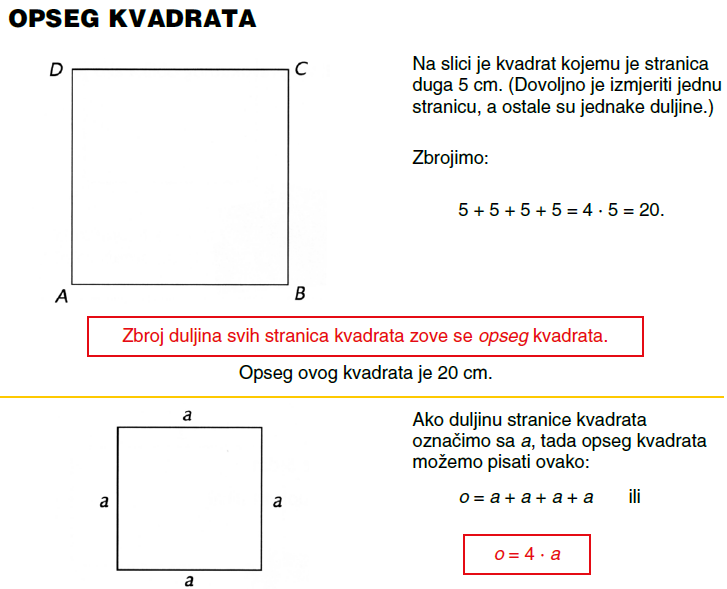 OPSEG KVADRATA
D
C
A
B
Na slici je kvadrat kojemu je stranica
duga 5 cm. (Dovoljno je izmjeriti jednu
stranicu, a ostale su jednake duljine.)
Zbrojimo:
5 + 5 + 5 + 5 = 4 · 5 = 20.
Zbroj duljina svih stranica kvadrata zove se opseg kvadrata.
Opseg ovog kvadrata je 20 cm.
a
a
a
a
Ako duljinu stranice kvadrata
označimo sa a, tada opseg kvadrata
možemo pisati ovako:
o = a + a + a + a ili
o = 4 · a